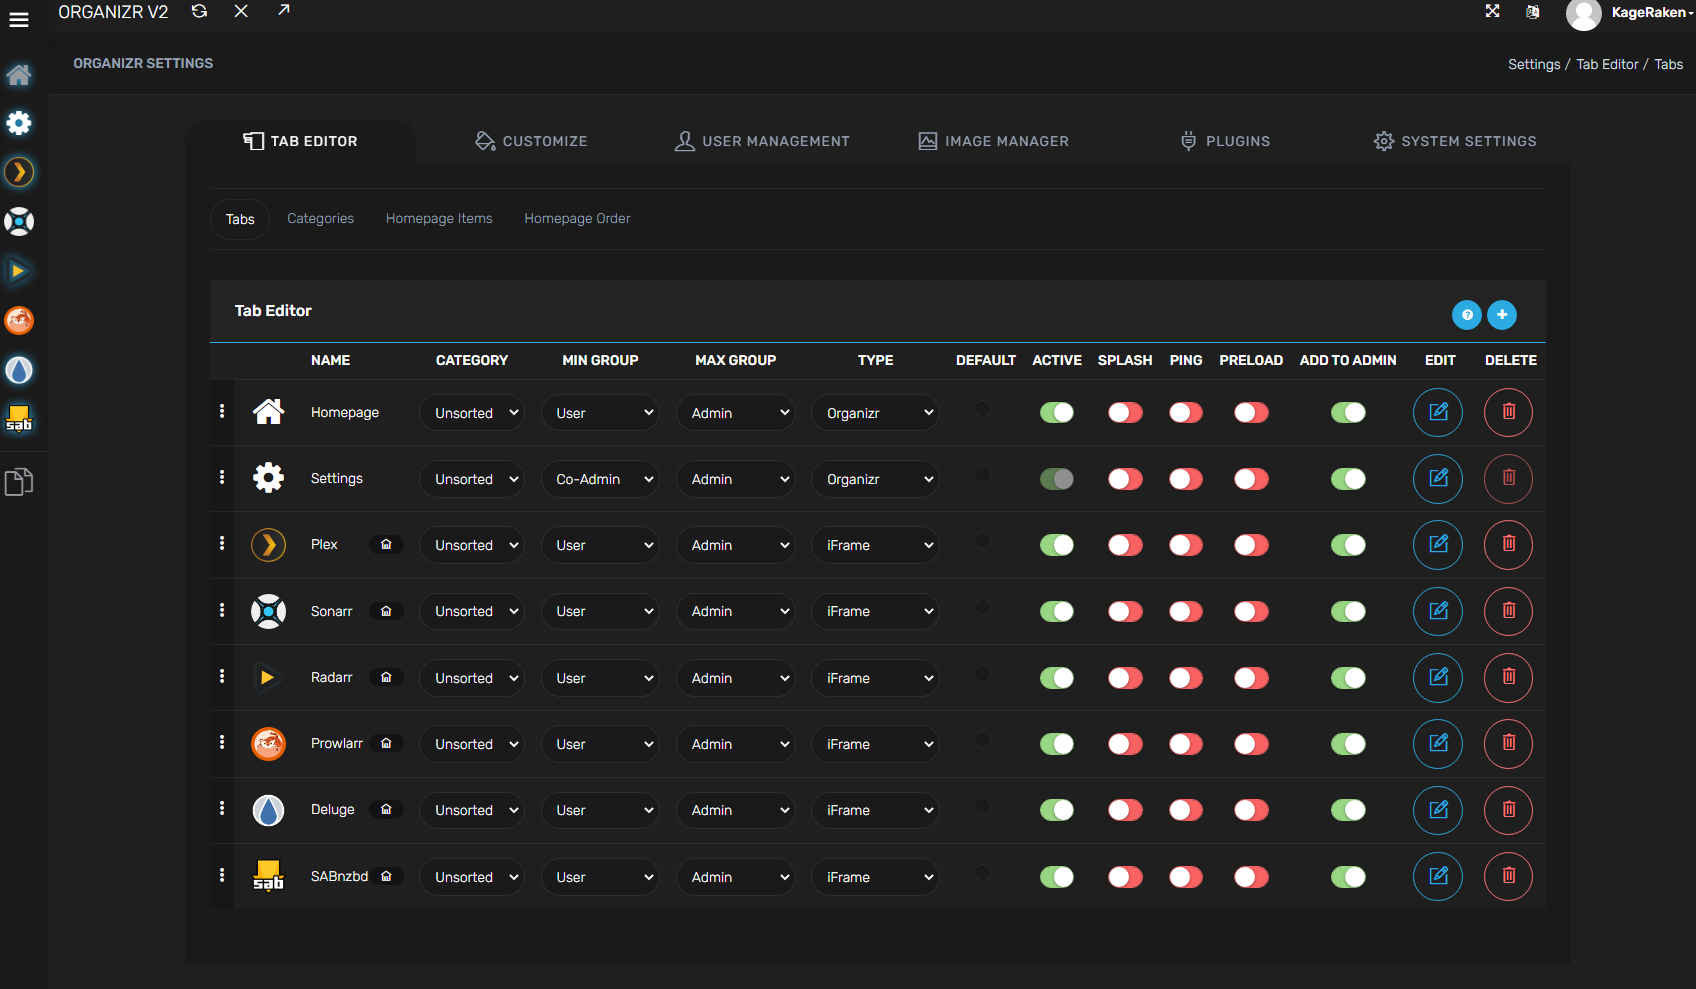 ORGANIZR V2
KageRaken
ORGANIZR SETTINGS
Settings / Tab Editor / Tabs
TAB EDITOR
CUSTOMIZE
USER MANAGEMENT
IMAGE MANAGER
PLUGINS
SYSTEM SETTINGS
Tabs
Categories
Homepage Items
Homepage Order
Tab Editor
NAME CATEGORY MIN GROUP MAX GROUP TYPE DEFAULT ACTIVE SPLASH PING PRELOAD ADD TO ADMIN EDIT DELETE
Homepage Unsorted User Admin Organizr
Settings Unsorted Co-Admin Admin Organizr
Plex Unsorted User Admin iFrame
Sonarr Unsorted User Admin iFrame
Radarr Unsorted User Admin iFrame
Prowlarr Unsorted User Admin iFrame
Deluge Unsorted User Admin iFrame
sab SABnzbd Unsorted User Admin iFrame
sab